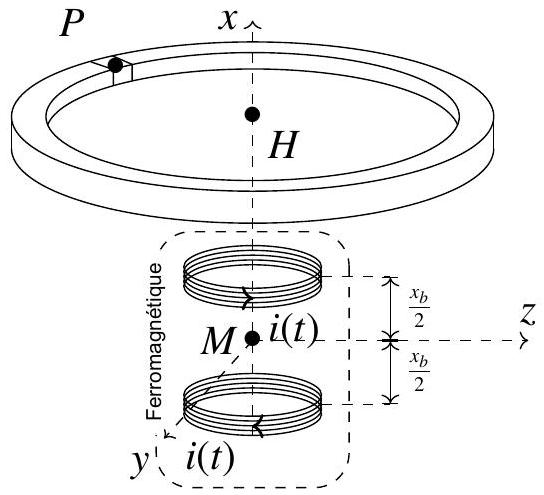 P
x
H
Ferromagnétique
x_b/2
z
M
i(t)
x_b/2
y
i(t)